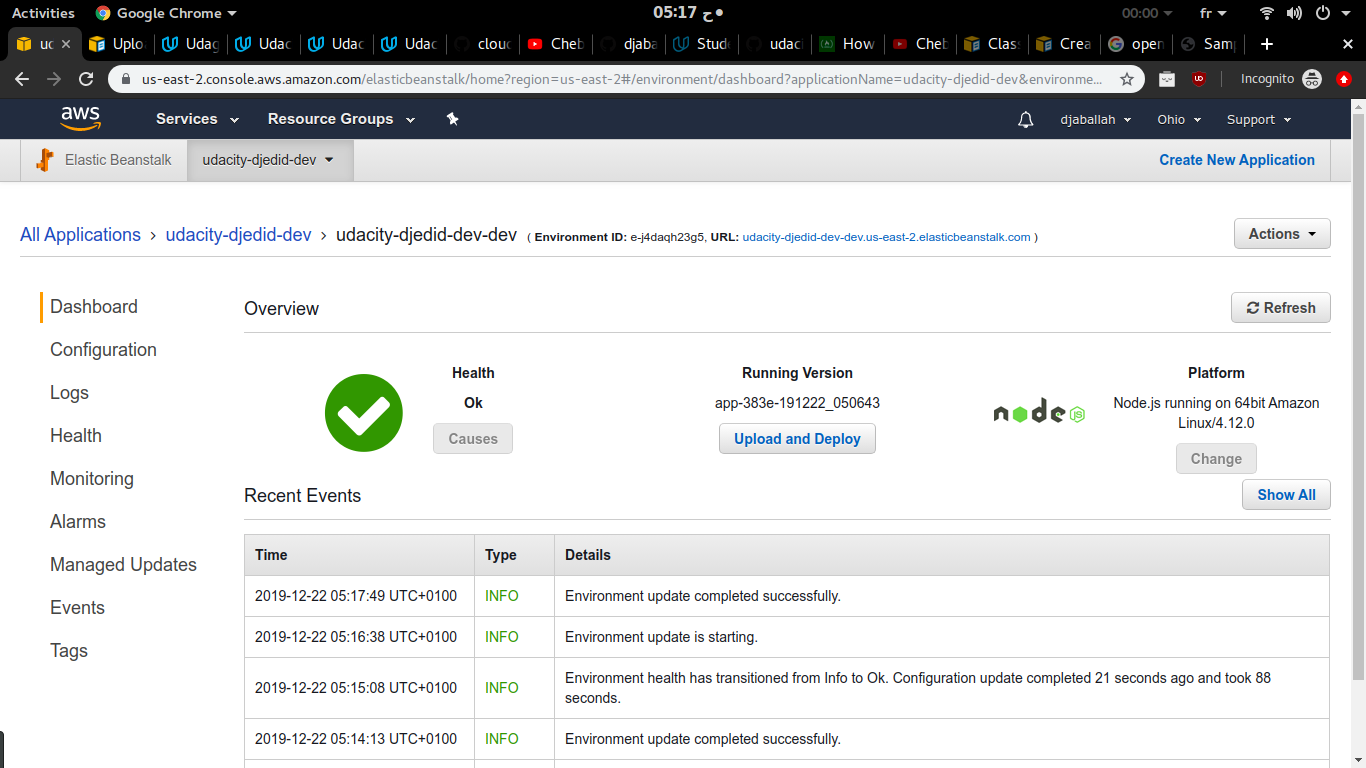 Activities Google Chrome 05:17 ح 00:00 fr
uc Uplo Udac Udac Udac Udac clou YouTube Cheb djaba Stud udaci How Cheb Class Crea open Sam
us-east-2.console.aws.amazon.com/elasticbeanstalk/home?region=us-east-2#/environment/dashboard?applicationName=udacity-djedid-dev&environme... Incognito
aws Services Resource Groups djaballah Ohio Support
Elastic Beanstalk udacity-djedid-dev Create New Application
All Applications › udacity-djedid-dev › udacity-djedid-dev-dev ( Environment ID: e-j4daqh23g5, URL: udacity-djedid-dev-dev.us-east-2.elasticbeanstalk.com ) Actions
Dashboard
Configuration
Logs
Health
Monitoring
Alarms
Managed Updates
Events
Tags
Overview Refresh
Health
Ok
Causes
Running Version
app-383e-191222_050643
Upload and Deploy
node JS
Platform
Node.js running on 64bit Amazon
Linux/4.12.0
Change
Recent Events Show All
Time Type Details
2019-12-22 05:17:49 UTC+0100 INFO Environment update completed successfully.
2019-12-22 05:16:38 UTC+0100 INFO Environment update is starting.
2019-12-22 05:15:08 UTC+0100 INFO Environment health has transitioned from Info to Ok. Configuration update completed 21 seconds ago and took 88
seconds.
2019-12-22 05:14:13 UTC+0100 INFO Environment update completed successfully.